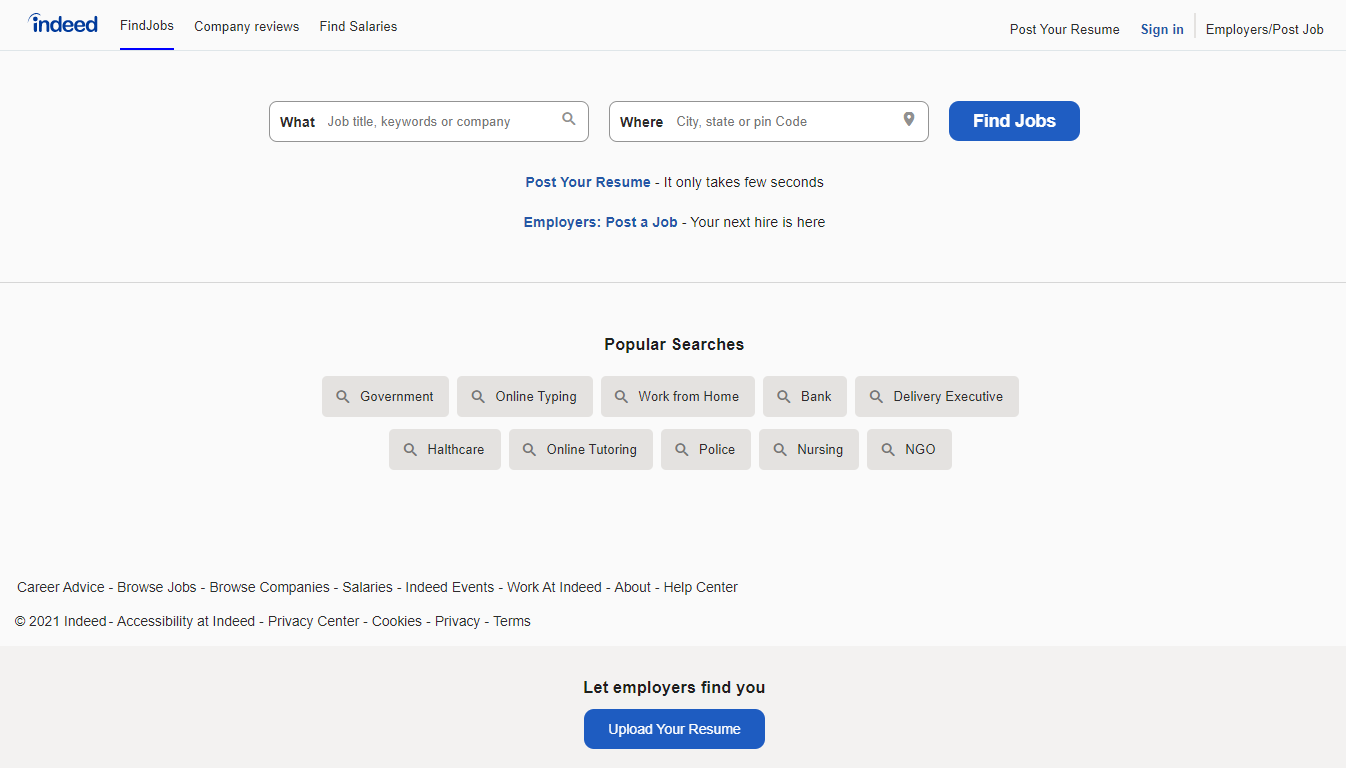 indeed FindJobs Company reviews Find Salaries Post Your Resume Sign in Employers/Post Job
What Job title, keywords or company Where City, state or pin Code Find Jobs
Post Your Resume - It only takes few seconds
Employers: Post a Job - Your next hire is here
Popular Searches
Government Online Typing Work from Home Bank Delivery Executive
Halthcare Online Tutoring Police Nursing NGO
Career Advice - Browse Jobs - Browse Companies - Salaries - Indeed Events - Work At Indeed - About - Help Center
© 2021 Indeed - Accessibility at Indeed - Privacy Center - Cookies - Privacy - Terms
Let employers find you
Upload Your Resume